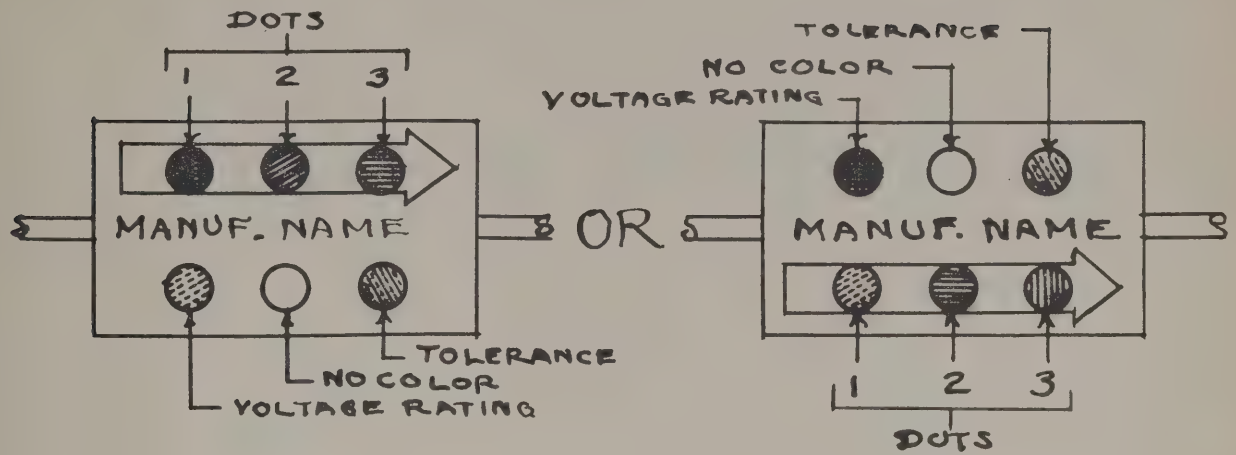 DOTS
1 2 3
MANUF. NAME
TOLERANCE
NO COLOR
VOLTAGE RATING
OR
TOLERANCE
NO COLOR
VOLTAGE RATING
MANUF. NAME
1 2 3
DOTS